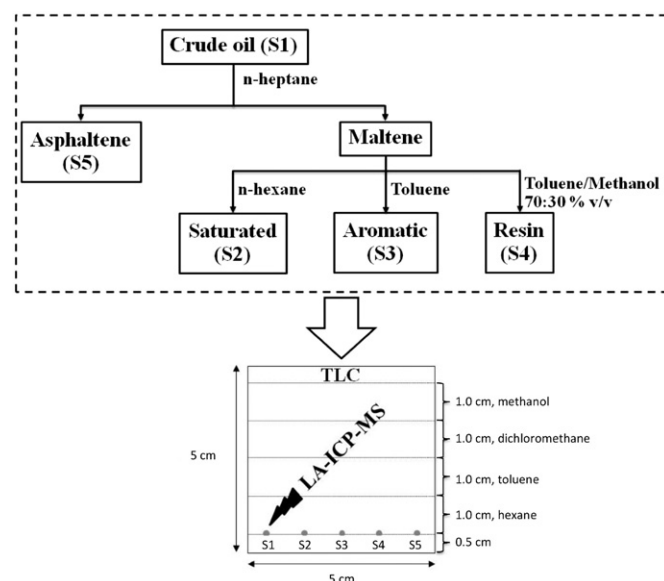 Crude oil (S1)
n-heptane
Asphaltene
(S5)
Maltene
n-hexane
Toluene
Toluene/Methanol
70:30 % v/v
Saturated
(S2)
Aromatic
(S3)
Resin
(S4)
TLC
LA-ICP-MS
1.0 cm, methanol
1.0 cm, dichloromethane
5 cm
1.0 cm, toluene
1.0 cm, hexane
0.5 cm
S1 S2 S3 S4 S5
5 cm